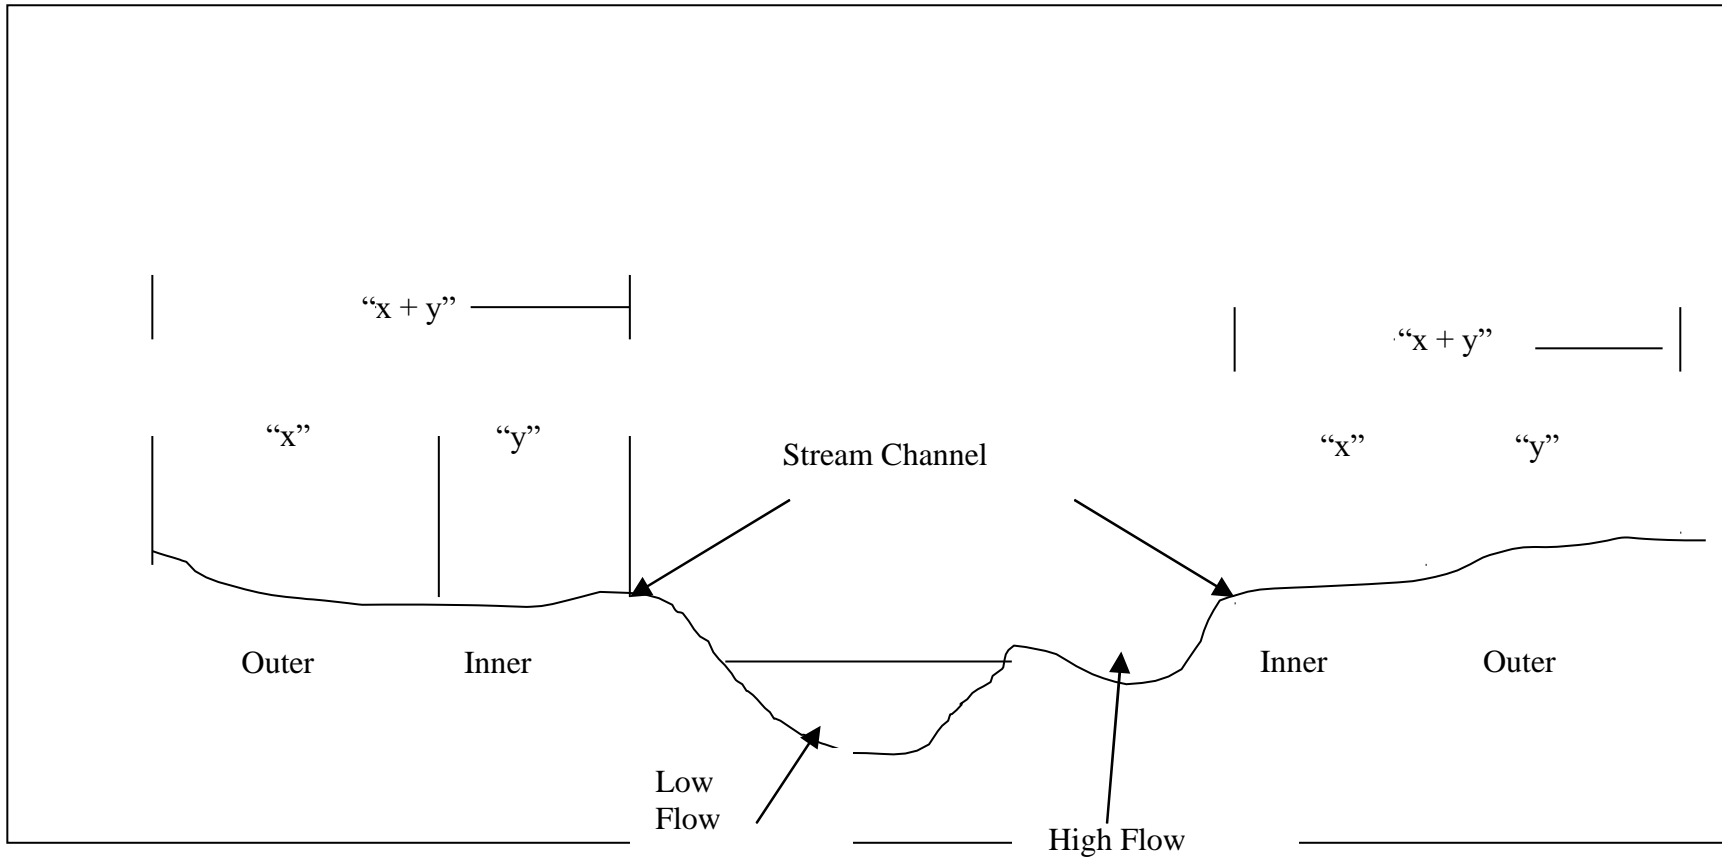 “x + y”
“x + y”
“x”
“y”
Stream Channel
“x”
“y”
Outer
Inner
Inner
Outer
Low
Flow
High Flow